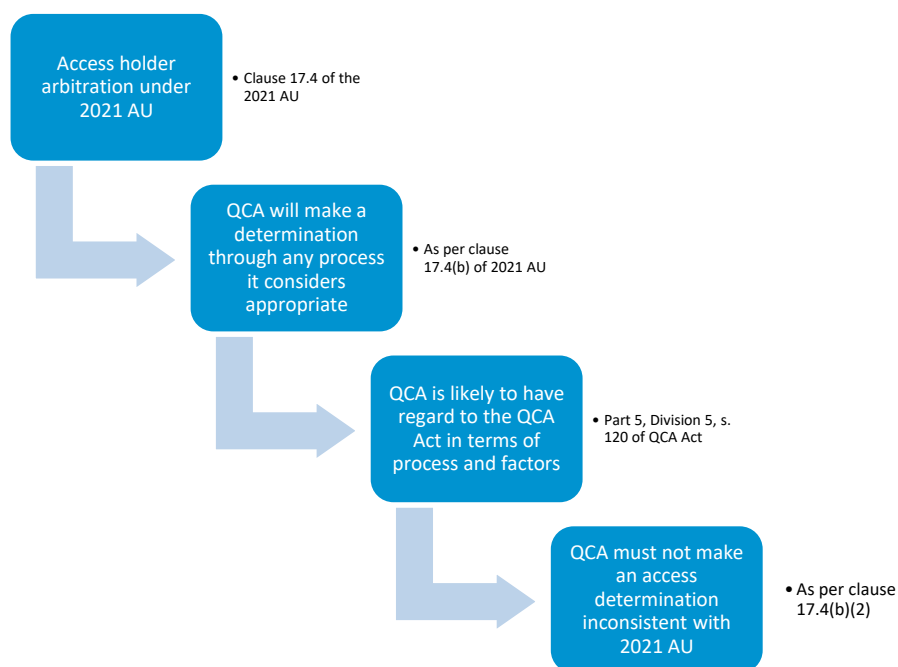 Access holder
arbitration under
2021 AU
• Clause 17.4 of the
2021 AU
QCA will make a
determination
through any process
it considers
appropriate
• As per clause
17.4(b) of 2021 AU
QCA is likely to have
regard to the QCA
Act in terms of
process and factors
• Part 5, Division 5, s.
120 of QCA Act
QCA must not make
an access
determination
inconsistent with
2021 AU
• As per clause
17.4(b)(2)